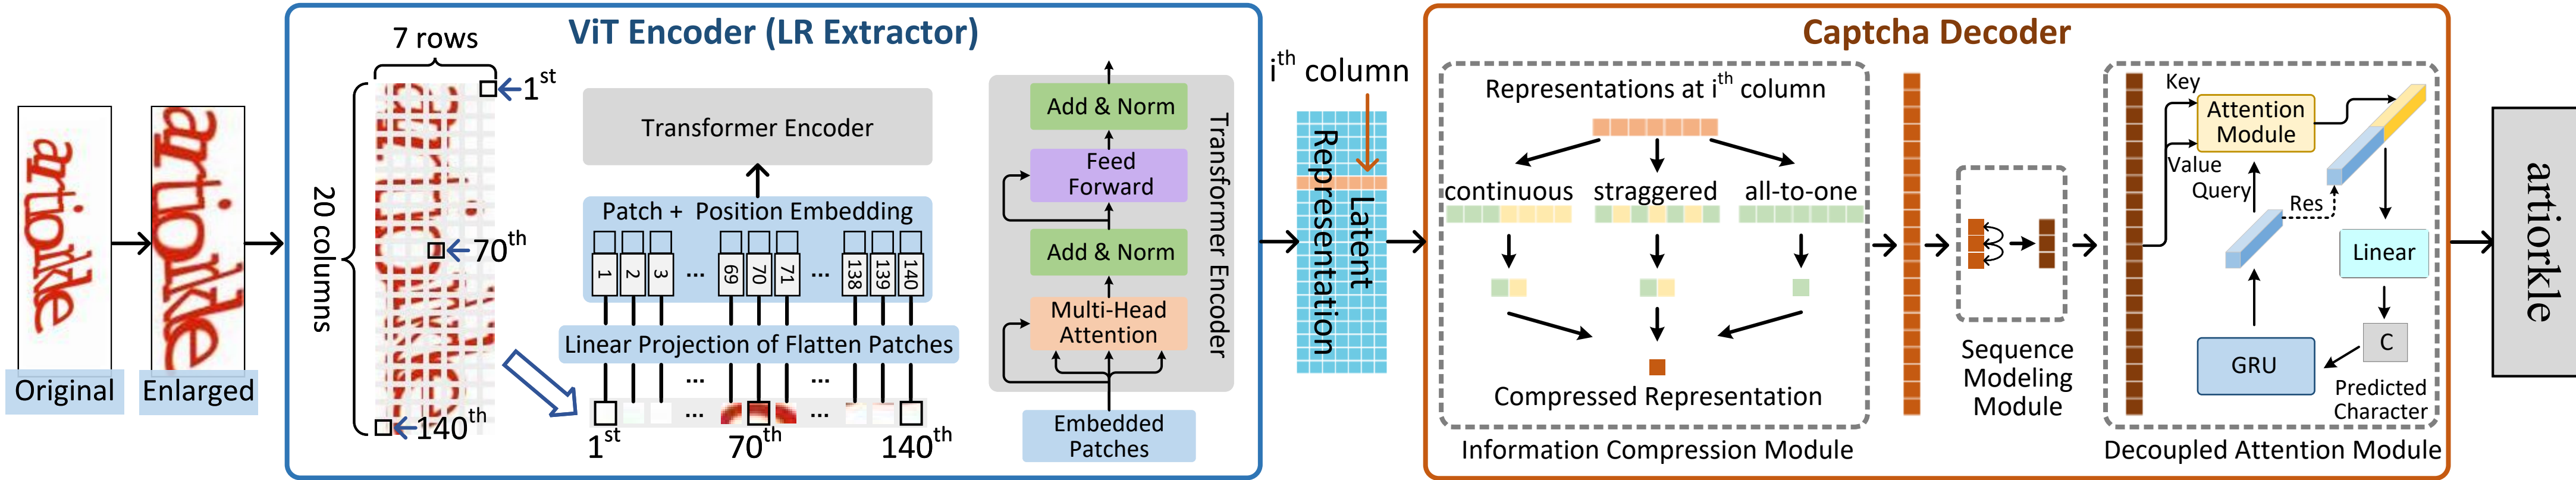 artiorkle
Original
artiorkle
Enlarged
ViT Encoder (LR Extractor)
7 rows
20 columns
1st
70th
140th
Transformer Encoder
Patch + Position Embedding
1 2 3 ... 69 70 71 ... 138 139 140
Linear Projection of Flatten Patches
... ...
... ...
1st 70th 140th
Transformer Encoder
Add & Norm
Feed
Forward
Add & Norm
Multi-Head
Attention
Embedded
Patches
ith column
Latent
Representation
Captcha Decoder
Representations at ith column
continuous straggered all-to-one
Compressed Representation
Information Compression Module
Sequence
Modeling
Module
Key
Value
Query
Attention
Module
Res
Linear
GRU
C
Predicted
Character
Decoupled Attention Module
artiorkle